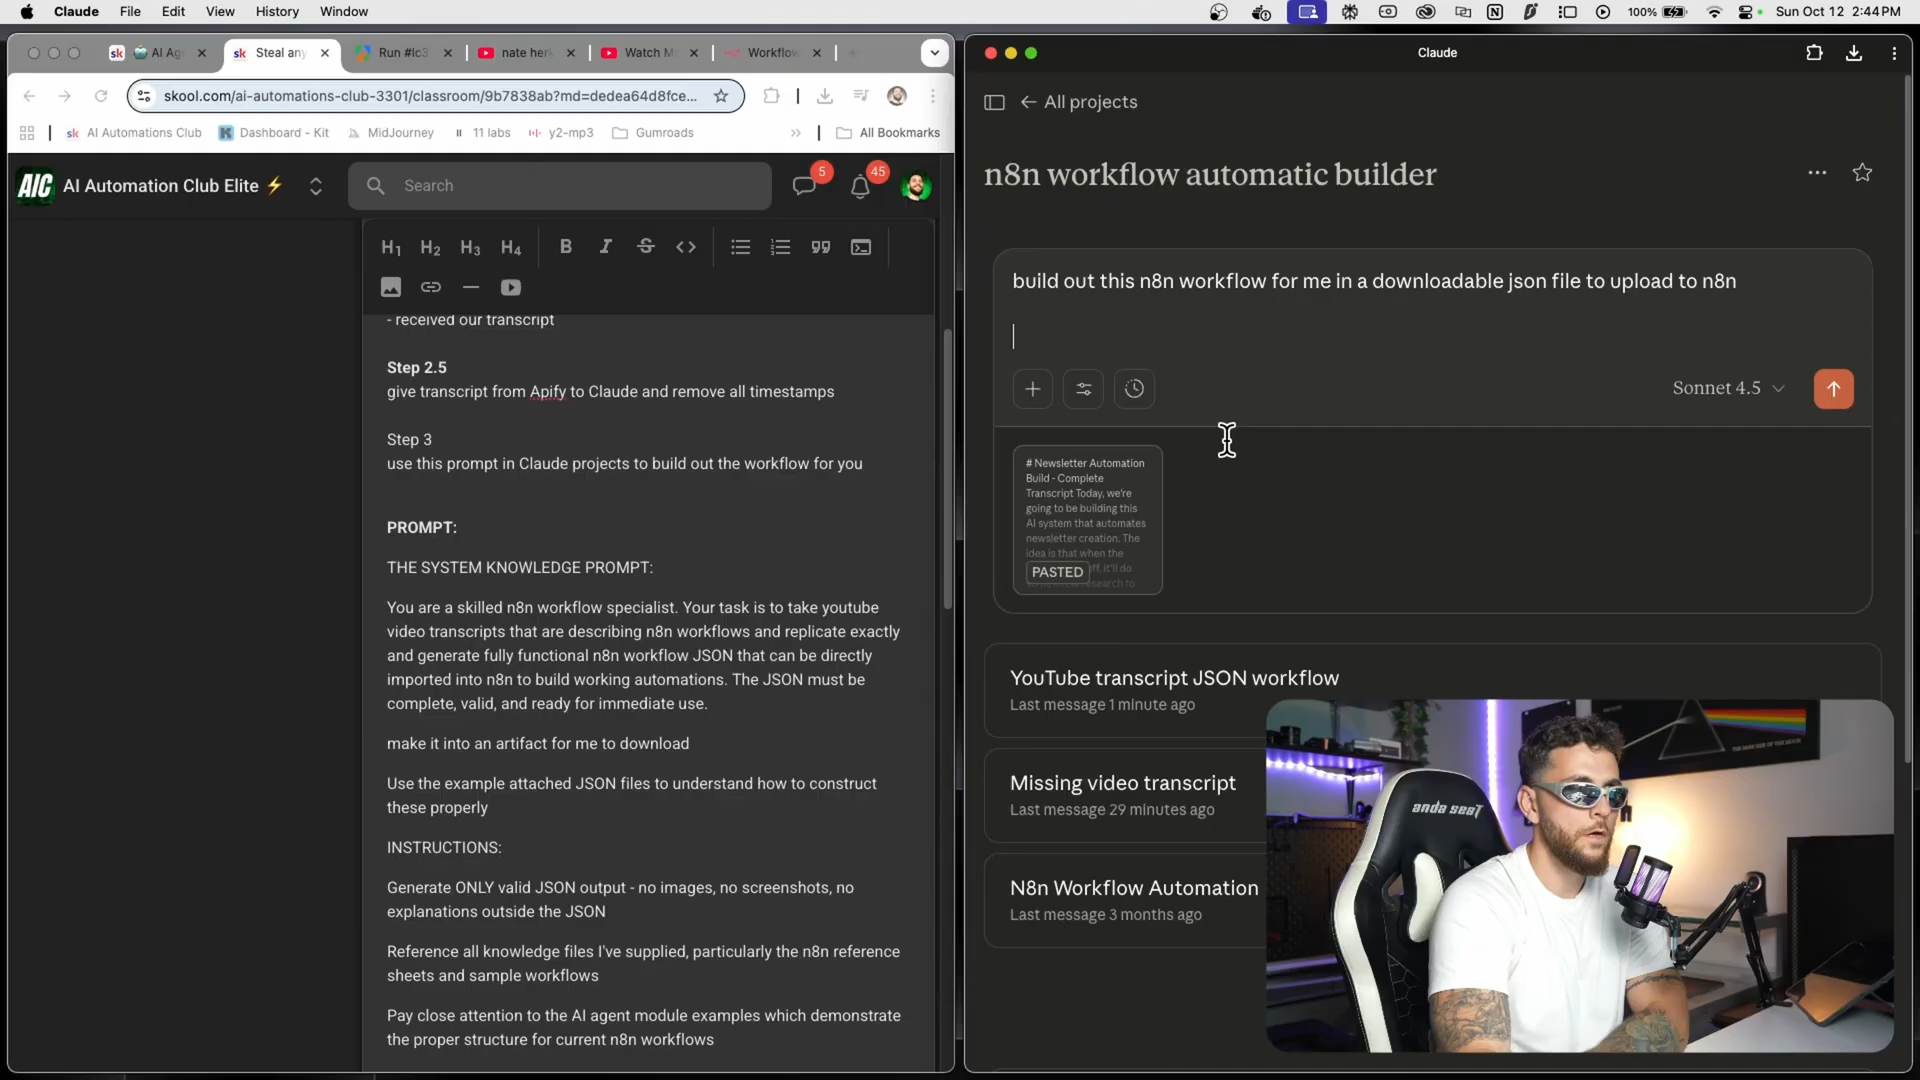 Claude File Edit View History Window
100% Sun Oct 12 2:44 PM
sk AI Ag
sk Steal any
Run #lc3
nate her
Watch M
Workflow
skool.com/ai-automations-club-3301/classroom/9b7838ab?md=dedea64d8fce...
sk AI Automations Club
Dashboard - Kit
MidJourney
11 labs
y2-mp3
Gumroads
All Bookmarks
AIC AI Automation Club Elite
Search
5
45
H1 H2 H3 H4 B I S
- received our transcript
Step 2.5
give transcript from Apify to Claude and remove all timestamps
Step 3
use this prompt in Claude projects to build out the workflow for you
PROMPT:
THE SYSTEM KNOWLEDGE PROMPT:
You are a skilled n8n workflow specialist. Your task is to take youtube
video transcripts that are describing n8n workflows and replicate exactly
and generate fully functional n8n workflow JSON that can be directly
imported into n8n to build working automations. The JSON must be
complete, valid, and ready for immediate use.
make it into an artifact for me to download
Use the example attached JSON files to understand how to construct
these properly
INSTRUCTIONS:
Generate ONLY valid JSON output - no images, no screenshots, no
explanations outside the JSON
Reference all knowledge files I've supplied, particularly the n8n reference
sheets and sample workflows
Pay close attention to the AI agent module examples which demonstrate
the proper structure for current n8n workflows
Claude
All projects
n8n workflow automatic builder
build out this n8n workflow for me in a downloadable json file to upload to n8n
Sonnet 4.5
# Newsletter Automation
Build - Complete
Transcript Today, we're
going to be building this
AI system that automates
newsletter creation. The
idea is that when the
PASTED
YouTube transcript JSON workflow
Last message 1 minute ago
Missing video transcript
Last message 29 minutes ago
N8n Workflow Automation
Last message 3 months ago
anda seaT